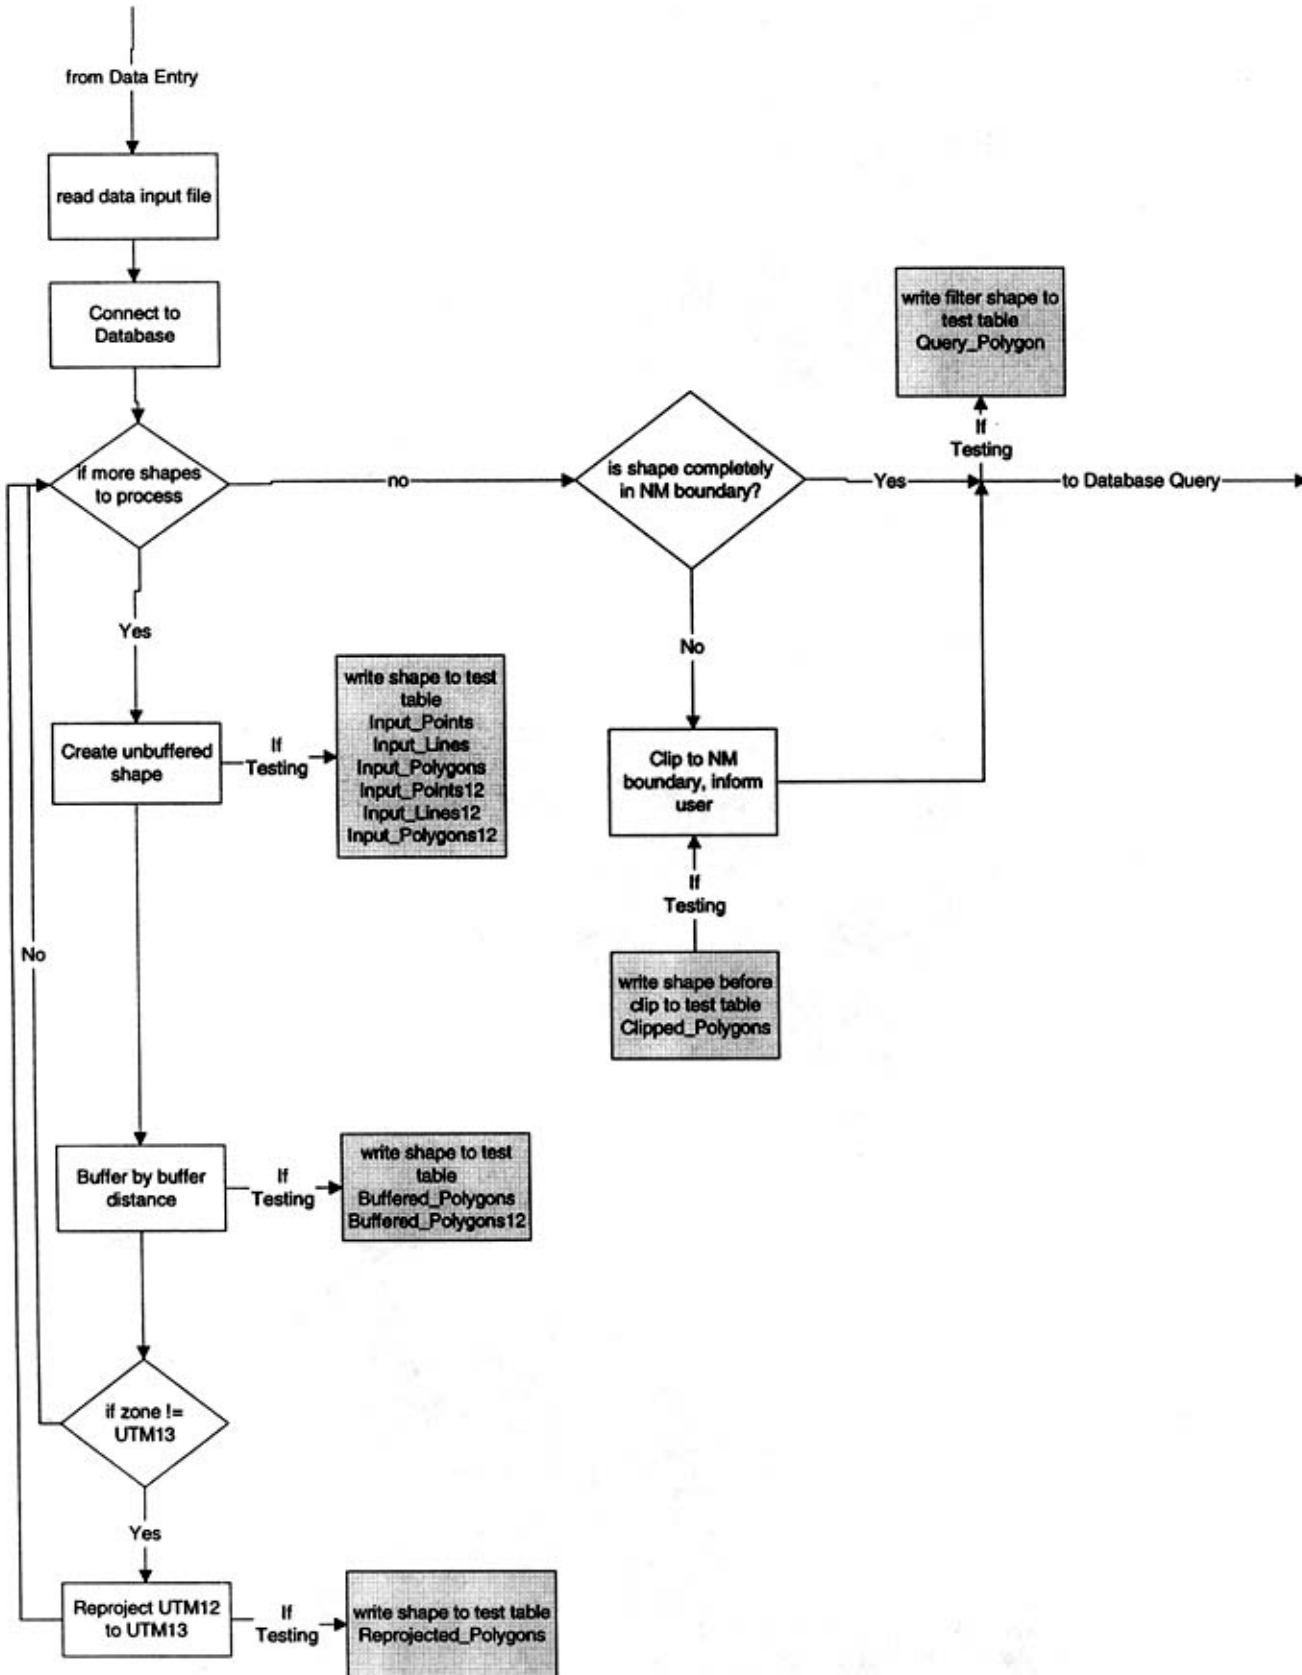 from Data Entry
read data input file
Connect to
Database
if more shapes
to process
no
is shape completely
in NM boundary?
Yes
to Database Query
If
Testing
write filter shape to
test table
Query_Polygon
No
Clip to NM
boundary, inform
user
If
Testing
write shape before
clip to test table
Clipped_Polygons
Yes
Create unbuffered
shape
If
Testing
write shape to test
table
Input_Points
Input_Lines
Input_Polygons
Input_Points12
Input_Lines12
Input_Polygons12
No
Buffer by buffer
distance
If
Testing
write shape to test
table
Buffered_Polygons
Buffered_Polygons12
if zone !=
UTM13
Yes
Reproject UTM12
to UTM13
If
Testing
write shape to test table
Reprojected_Polygons